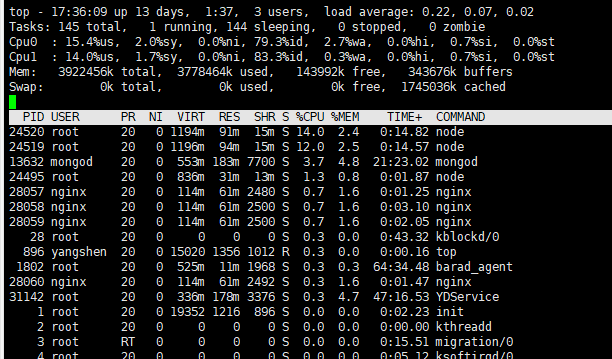 top - 17:36:09 up 13 days,  1:37,  3 users,  load average: 0.22, 0.07, 0.02
Tasks: 145 total,   1 running, 144 sleeping,   0 stopped,   0 zombie
Cpu0  : 15.4%us,  2.0%sy,  0.0%ni, 79.3%id,  2.7%wa,  0.0%hi,  0.7%si,  0.0%st
Cpu1  : 14.0%us,  1.7%sy,  0.0%ni, 83.3%id,  0.3%wa,  0.0%hi,  0.7%si,  0.0%st
Mem:   3922456k total,  3778464k used,   143992k free,   343676k buffers
Swap:        0k total,        0k used,        0k free,  1745036k cached
  PID USER      PR  NI  VIRT  RES  SHR S %CPU %MEM    TIME+  COMMAND
24520 root      20   0 1194m  91m  15m S 14.0  2.4   0:14.82 node
24519 root      20   0 1196m  94m  15m S 12.0  2.5   0:14.57 node
13632 mongod    20   0  553m 183m 7700 S  3.7  4.8  21:23.02 mongod
24495 root      20   0  836m  31m  13m S  1.3  0.8   0:01.87 node
28057 nginx     20   0  114m  61m 2480 S  0.7  1.6   0:01.25 nginx
28058 nginx     20   0  114m  61m 2500 S  0.7  1.6   0:03.10 nginx
28059 nginx     20   0  114m  61m 2500 S  0.7  1.6   0:02.05 nginx
   28 root      20   0     0    0    0 S  0.3  0.0   0:43.32 kblockd/0
  896 yangshen  20   0 15020 1356 1012 R  0.3  0.0   0:00.16 top
 1802 root      20   0  525m  11m 1968 S  0.3  0.3  64:34.48 barad_agent
28060 nginx     20   0  114m  61m 2492 S  0.3  1.6   0:01.47 nginx
31142 root      20   0  336m 178m 3376 S  0.3  4.7  47:16.53 YDService
    1 root      20   0 19352 1216  896 S  0.0  0.0   0:02.23 init
    2 root      20   0     0    0    0 S  0.0  0.0   0:00.00 kthreadd
    3 root      RT   0     0    0    0 S  0.0  0.0   0:15.51 migration/0
    4 root      20   0     0    0    0 S  0.0  0.0   0:05.12 ksoftirqd/0